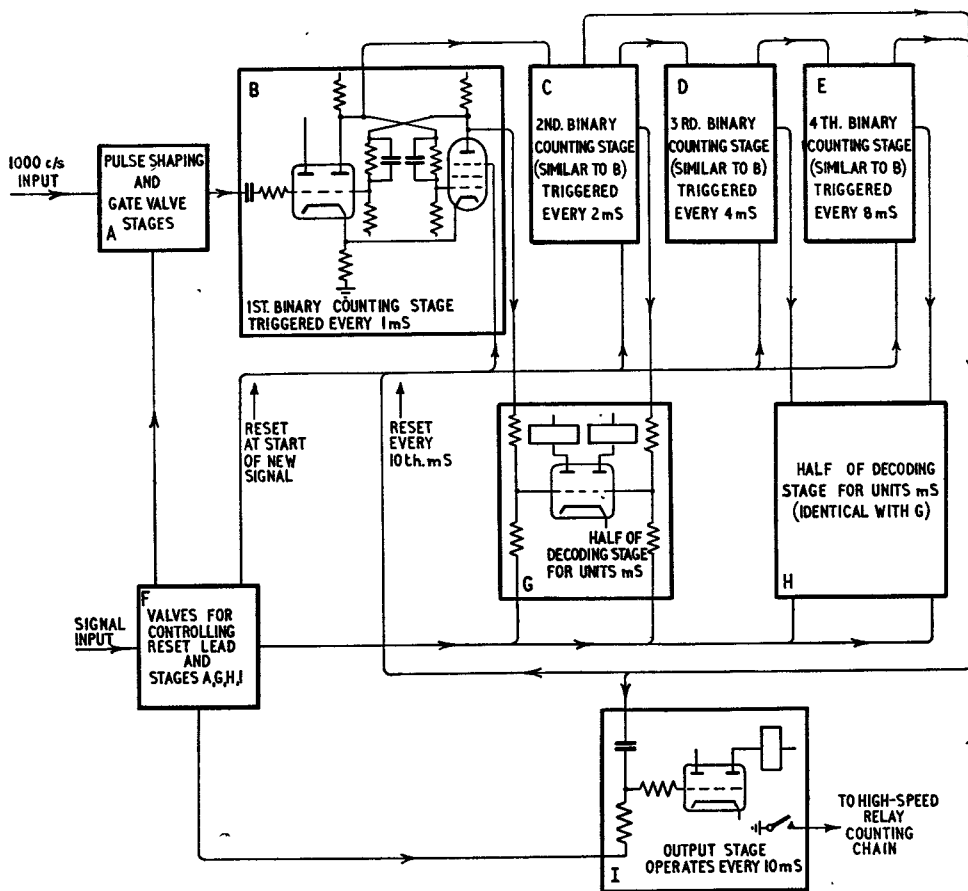 1000 c/s
INPUT
PULSE SHAPING
AND
GATE VALVE
STAGES
A
B
1ST. BINARY COUNTING STAGE
TRIGGERED EVERY 1mS
C
2ND. BINARY
COUNTING STAGE
(SIMILAR TO B)
TRIGGERED
EVERY 2mS
D
3RD. BINARY
COUNTING STAGE
(SIMILAR TO B)
TRIGGERED
EVERY 4mS
E
4TH. BINARY
COUNTING STAGE
(SIMILAR TO B)
TRIGGERED
EVERY 8mS
RESET
AT START
OF NEW
SIGNAL
RESET
EVERY
10th.mS
HALF OF
DECODING STAGE
FOR UNITS mS
G
HALF OF DECODING
STAGE FOR UNITS mS
(IDENTICAL WITH G)
H
SIGNAL
INPUT
F
VALVES FOR
CONTROLLING
RESET LEAD
AND
STAGES A,G,H,I
TO HIGH-SPEED
RELAY
COUNTING
CHAIN
OUTPUT STAGE
OPERATES EVERY 10mS
I